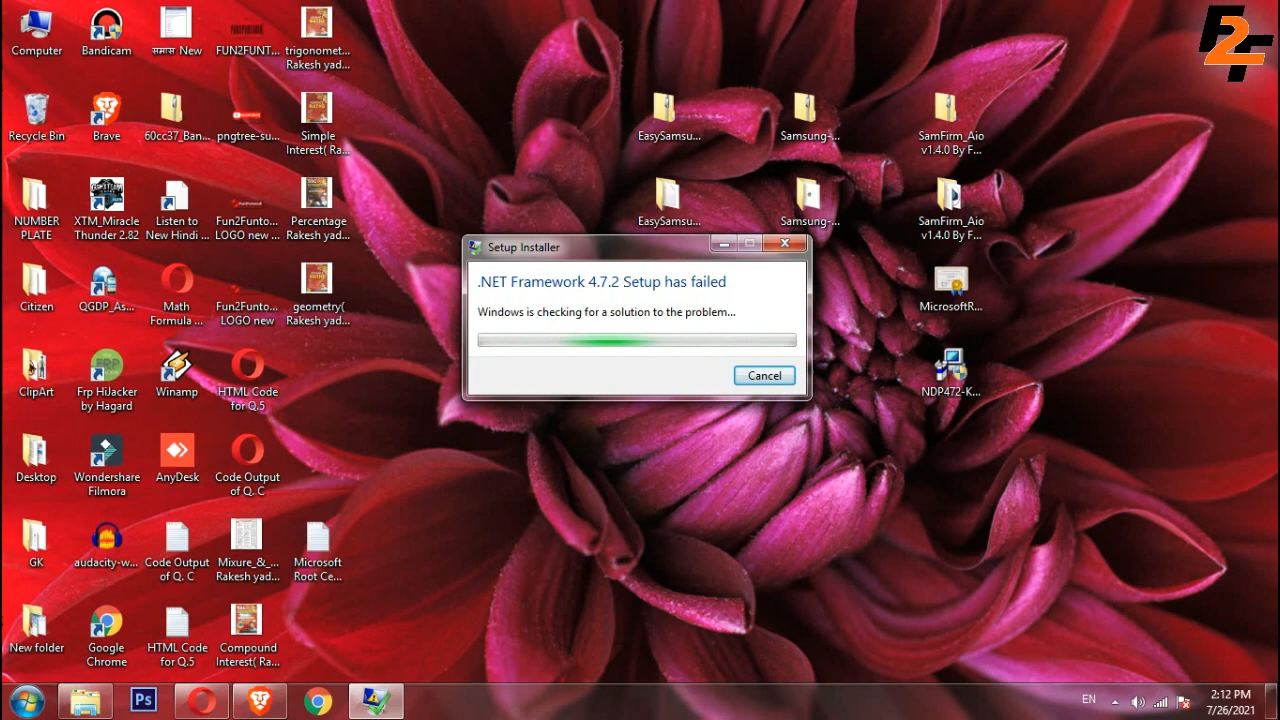 Computer
Bandicam
समास New
FUN2FUNT...
trigonomet...
Rakesh yad...
Recycle Bin
Brave
60cc37_Ban...
pngtree-su...
Simple
Interest( Ra...
NUMBER
PLATE
XTM_Miracle
Thunder 2.82
Listen to
New Hindi ...
Fun2Funto...
LOGO new ...
Percentage
Rakesh yad...
Citizen
QGDP_As...
Math
Formula ...
Fun2Funto...
LOGO new
geometry(
Rakesh yad...
ClipArt
Frp HiJacker
by Hagard
Winamp
HTML Code
for Q.5
Desktop
Wondershare
Filmora
AnyDesk
Code Output
of Q. C
GK
audacity-w...
Code Output
of Q. C
Mixure_&_...
Rakesh yad...
Microsoft
Root Ce...
New folder
Google
Chrome
HTML Code
for Q.5
Compound
Interest( Ra...
EasySamsu...
Samsung-...
SamFirm_Aio
v1.4.0 By F...
EasySamsu...
Samsung-...
SamFirm_Aio
v1.4.0 By F...
MicrosoftR...
NDP472-K...
F2F
Setup Installer
.NET Framework 4.7.2 Setup has failed
Windows is checking for a solution to the problem...
Cancel
FRP
Ps
EN
2:12 PM
7/26/2021